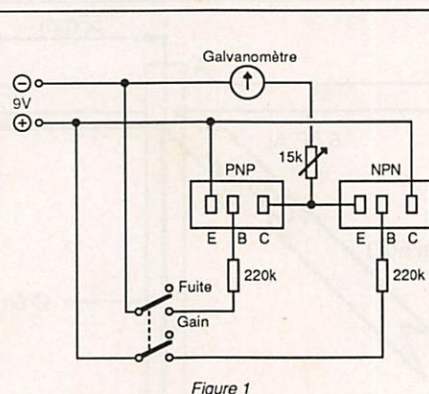 Galvanomètre
⊖
9V
⊕
15k
PNP
NPN
E B C
E B C
220k
220k
Fuite
Gain
Figure 1